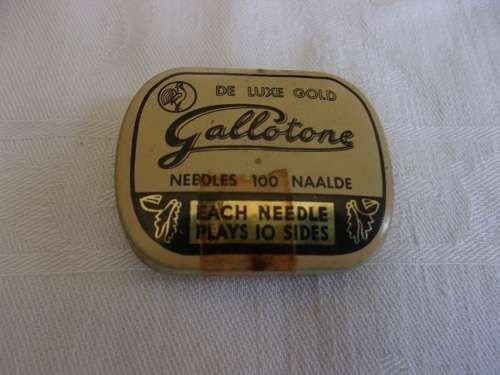 DE LUXE GOLD
Gallotone
NEEDLES 100 NAALDE
EACH NEEDLE
PLAYS 10 SIDES